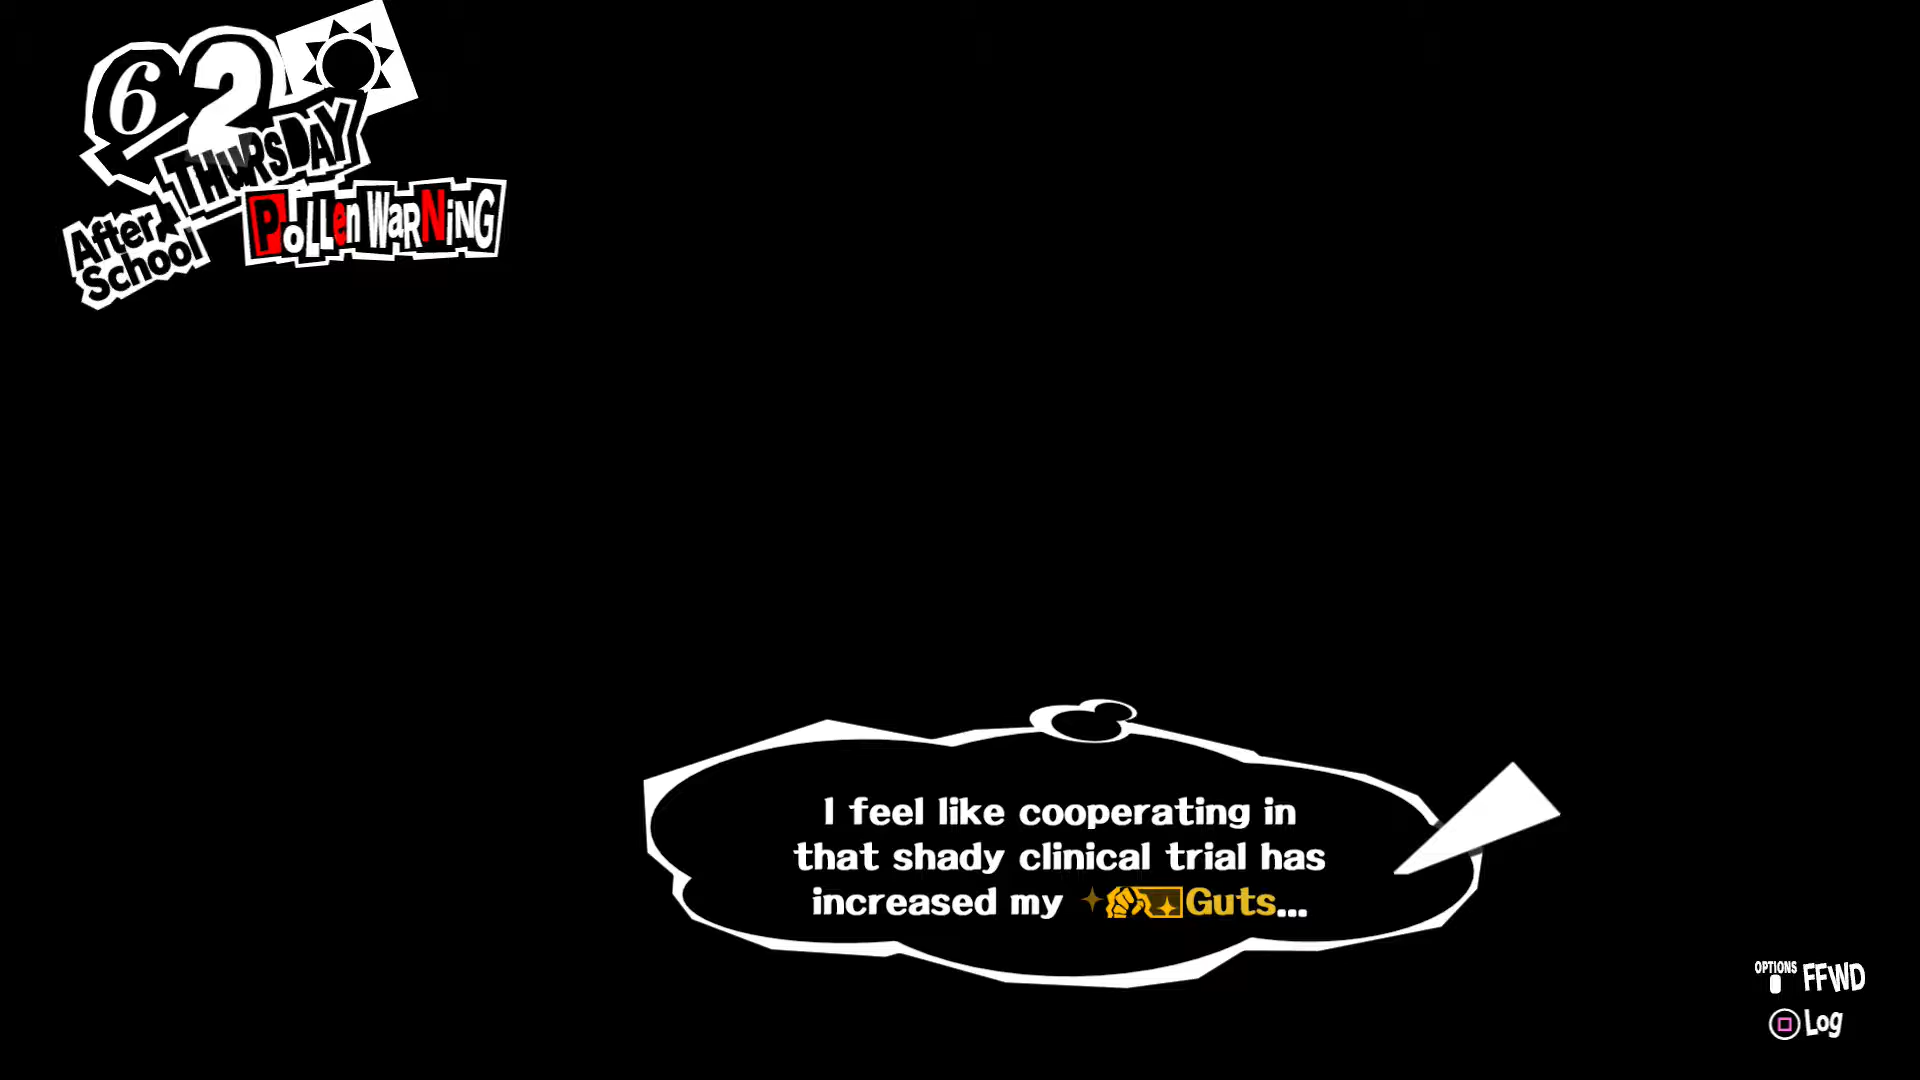 6/2
THURSDAY
After School
Pollen Warning
I feel like cooperating in
that shady clinical trial has
increased my Guts...
OPTIONS FFWD
Log